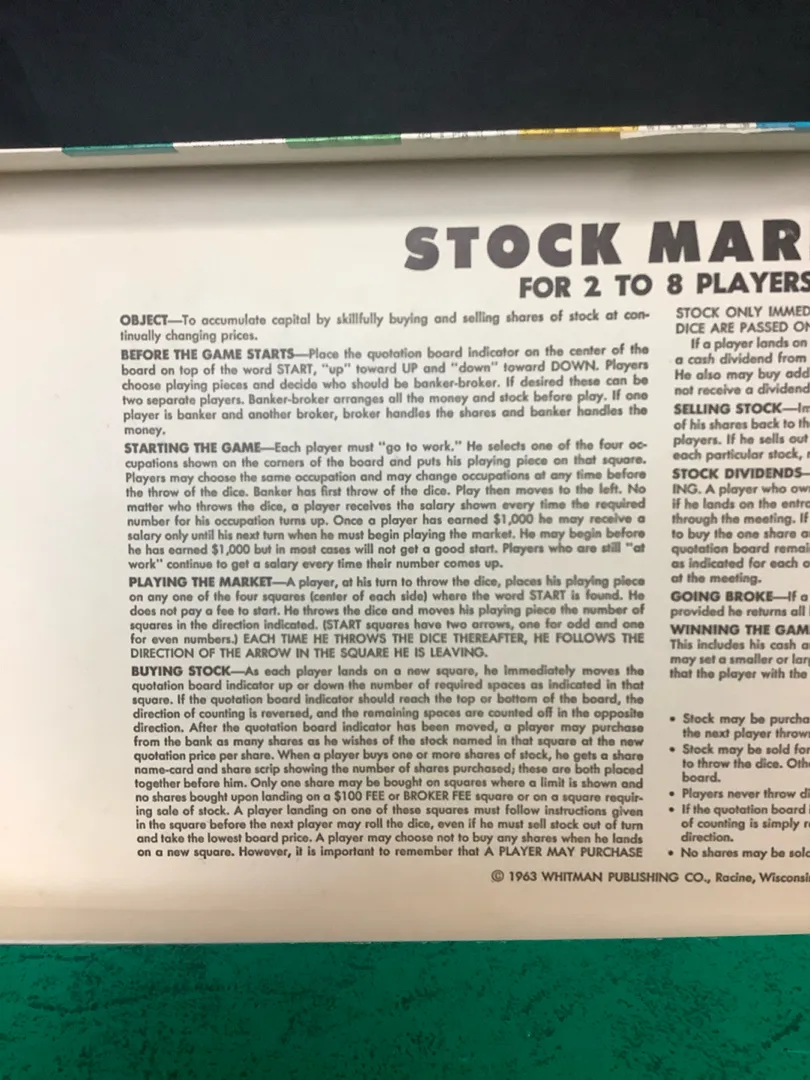 STOCK MAR
FOR 2 TO 8 PLAYERS
OBJECT—To accumulate capital by skillfully buying and selling shares of stock at con-
tinually changing prices.
BEFORE THE GAME STARTS—Place the quotation board indicator on the center of the
board on top of the word START, "up" toward UP and "down" toward DOWN. Players
choose playing pieces and decide who should be banker-broker. If desired these can be
two separate players. Banker-broker arranges all the money and stock before play. If one
player is banker and another broker, broker handles the shares and banker handles the
money.
STARTING THE GAME—Each player must "go to work." He selects one of the four oc-
cupations shown on the corners of the board and puts his playing piece on that square.
Players may choose the same occupation and may change occupations at any time before
the throw of the dice. Banker has first throw of the dice. Play then moves to the left. No
matter who throws the dice, a player receives the salary shown every time the required
number for his occupation turns up. Once a player has earned $1,000 he may receive a
salary only until his next turn when he must begin playing the market. He may begin before
he has earned $1,000 but in most cases will not get a good start. Players who are still "at
work" continue to get a salary every time their number comes up.
PLAYING THE MARKET—A player, at his turn to throw the dice, places his playing piece
on any one of the four squares (center of each side) where the word START is found. He
does not pay a fee to start. He throws the dice and moves his playing piece the number of
squares in the direction indicated. (START squares have two arrows, one for odd and one
for even numbers.) EACH TIME HE THROWS THE DICE THEREAFTER, HE FOLLOWS THE
DIRECTION OF THE ARROW IN THE SQUARE HE IS LEAVING.
BUYING STOCK—As each player lands on a new square, he immediately moves the
quotation board indicator up or down the number of required spaces as indicated in that
square. If the quotation board indicator should reach the top or bottom of the board, the
direction of counting is reversed, and the remaining spaces are counted off in the opposite
direction. After the quotation board indicator has been moved, a player may purchase
from the bank as many shares as he wishes of the stock named in that square at the new
quotation price per share. When a player buys one or more shares of stock, he gets a share
name-card and share scrip showing the number of shares purchased; these are both placed
together before him. Only one share may be bought on squares where a limit is shown and
no shares bought upon landing on a $100 FEE or BROKER FEE square or on a square requir-
ing sale of stock. A player landing on one of these squares must follow instructions given
in the square before the next player may roll the dice, even if he must sell stock out of turn
and take the lowest board price. A player may choose not to buy any shares when he lands
on a new square. However, it is important to remember that A PLAYER MAY PURCHASE
STOCK ONLY IMMED
DICE ARE PASSED ON
If a player lands on
a cash dividend from
He also may buy add
not receive a dividend
SELLING STOCK—Im
of his shares back to th
players. If he sells out
each particular stock,
STOCK DIVIDENDS—
ING. A player who ow
if he lands on the entra
through the meeting. If
to buy the one share a
quotation board remai
as indicated for each o
at the meeting.
GOING BROKE—If a
provided he returns all
WINNING THE GAM
This includes his cash a
may set a smaller or larg
that the player with the
• Stock may be purcha
the next player thrown
• Stock may be sold for
to throw the dice. Oth
board.
• Players never throw di
• If the quotation board
of counting is simply r
direction.
• No shares may be sold
© 1963 WHITMAN PUBLISHING CO., Racine, Wisconsin